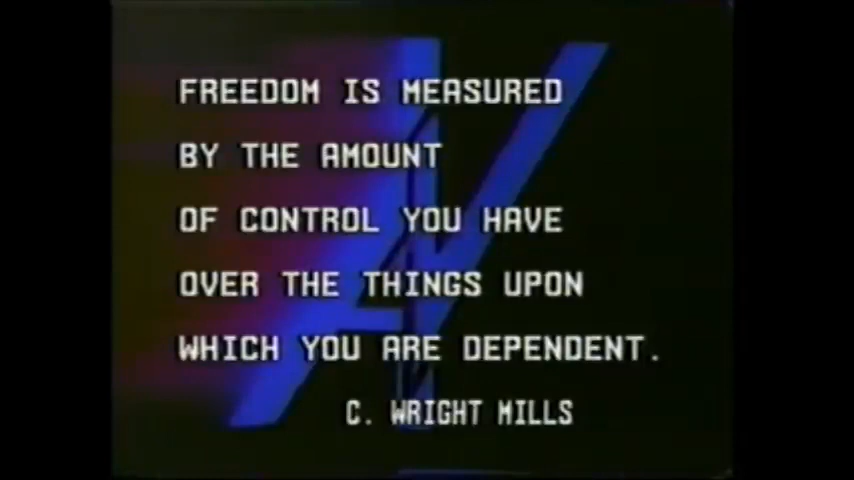 FREEDOM IS MEASURED
BY THE AMOUNT
OF CONTROL YOU HAVE
OVER THE THINGS UPON
WHICH YOU ARE DEPENDENT.
C. WRIGHT MILLS